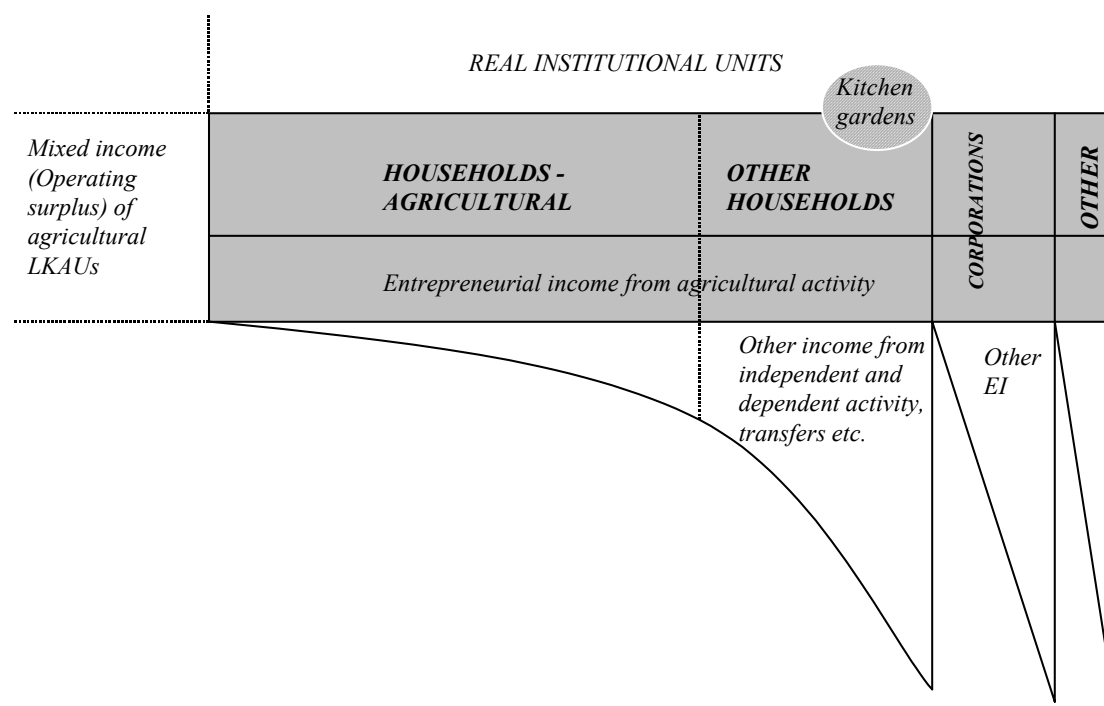 REAL INSTITUTIONAL UNITS
Kitchen
gardens
Mixed income
(Operating
surplus) of
agricultural
LKAUs
HOUSEHOLDS -
AGRICULTURAL
OTHER
HOUSEHOLDS
CORPORATIONS
OTHER
Entrepreneurial income from agricultural activity
Other income from
independent and
dependent activity,
transfers etc.
Other
EI